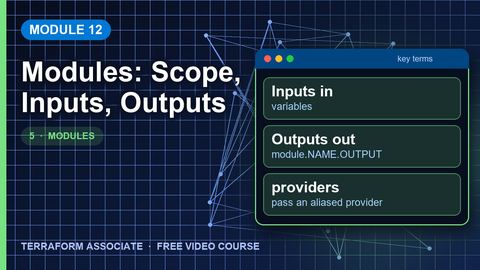 MODULE 12
Modules: Scope,
Inputs, Outputs
5 · MODULES
key terms
Inputs in
variables
Outputs out
module.NAME.OUTPUT
providers
pass an aliased provider
TERRAFORM ASSOCIATE · FREE VIDEO COURSE